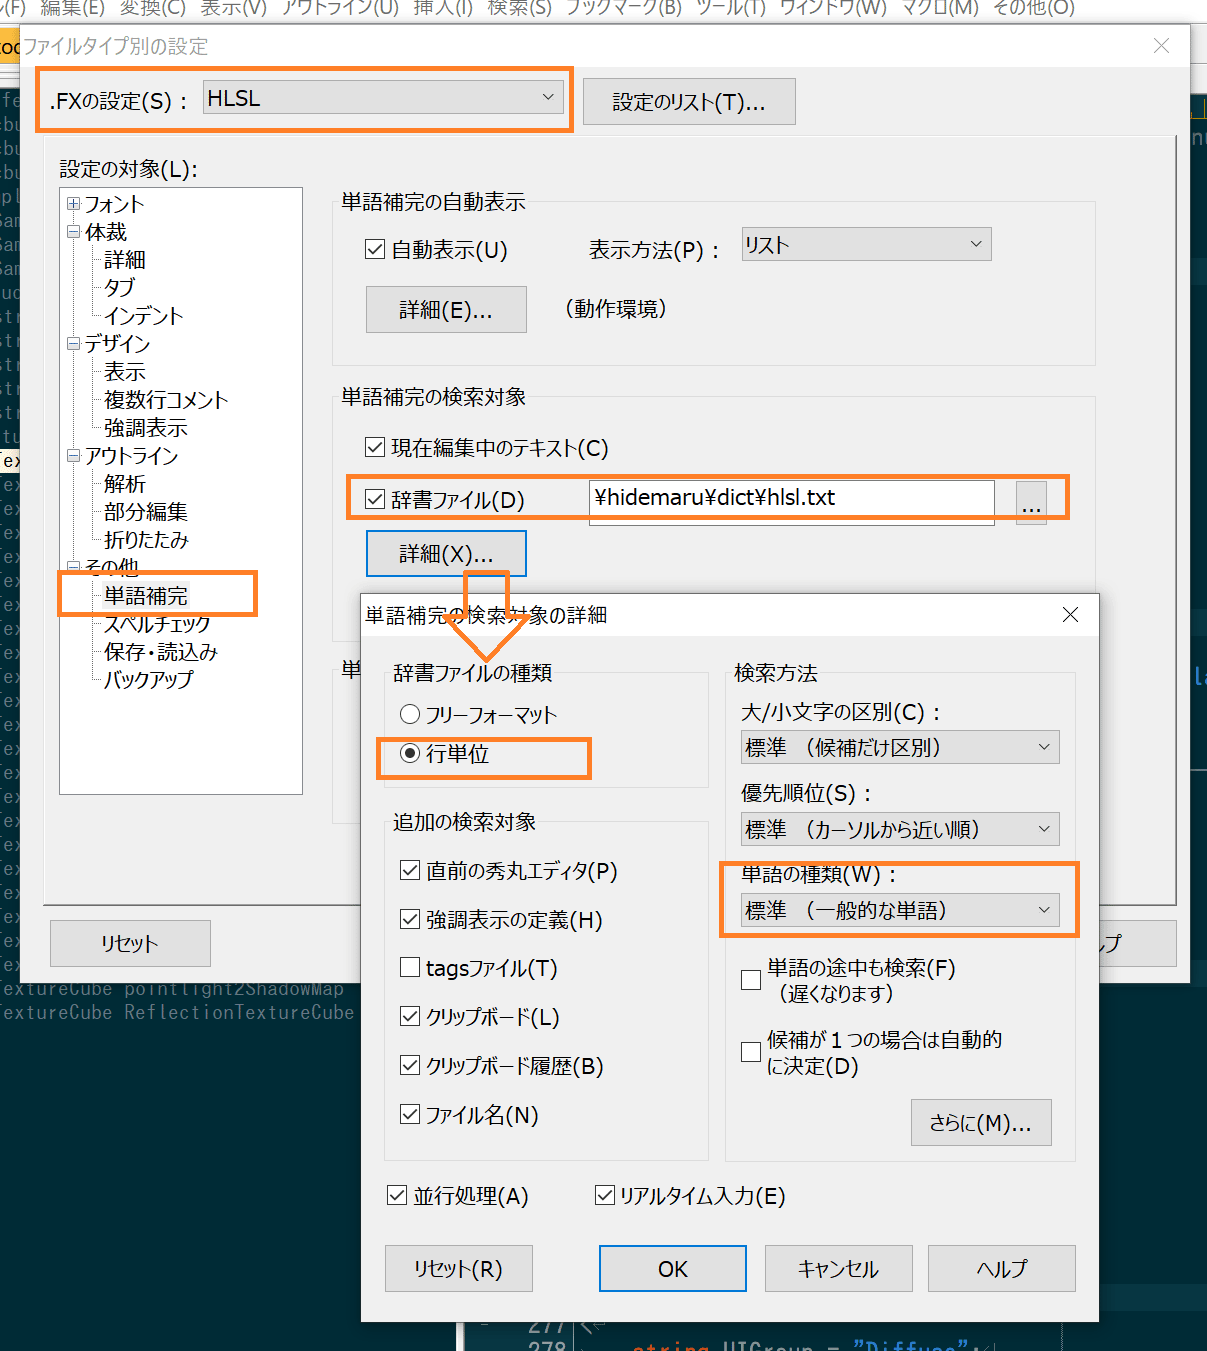 (F) 編集(E) 変換(C) 表示(V) アウトライン(U) 挿入(I) 検索(S) ブックマーク(B) ツール(T) ウィンドウ(W) マクロ(M) その他(O)
ファイルタイプ別の設定
.FXの設定(S)： HLSL 設定のリスト(T)...
設定の対象(L):
フォント
体裁
詳細
タブ
インデント
デザイン
表示
複数行コメント
強調表示
アウトライン
解析
部分編集
折りたたみ
その他
単語補完
スペルチェック
保存・読込み
バックアップ
単語補完の自動表示
自動表示(U) 表示方法(P)： リスト
詳細(E)... （動作環境）
単語補完の検索対象
現在編集中のテキスト(C)
辞書ファイル(D) ¥hidemaru¥dict¥hlsl.txt ...
詳細(X)...
単
リセット
ルプ
単語補完の検索対象の詳細
辞書ファイルの種類
フリーフォーマット
行単位
追加の検索対象
直前の秀丸エディタ(P)
強調表示の定義(H)
tagsファイル(T)
クリップボード(L)
クリップボード履歴(B)
ファイル名(N)
検索方法
大/小文字の区別(C)：
標準 （候補だけ区別）
優先順位(S)：
標準 （カーソルから近い順）
単語の種類(W)：
標準 （一般的な単語）
単語の途中も検索(F)
（遅くなります）
候補が１つの場合は自動的
に決定(D)
さらに(M)...
並行処理(A) リアルタイム入力(E)
リセット(R) OK キャンセル ヘルプ
TextureCube pointlight2ShadowMap
TextureCube ReflectionTextureCube
277
278 string UIGroup = "Diffuse";